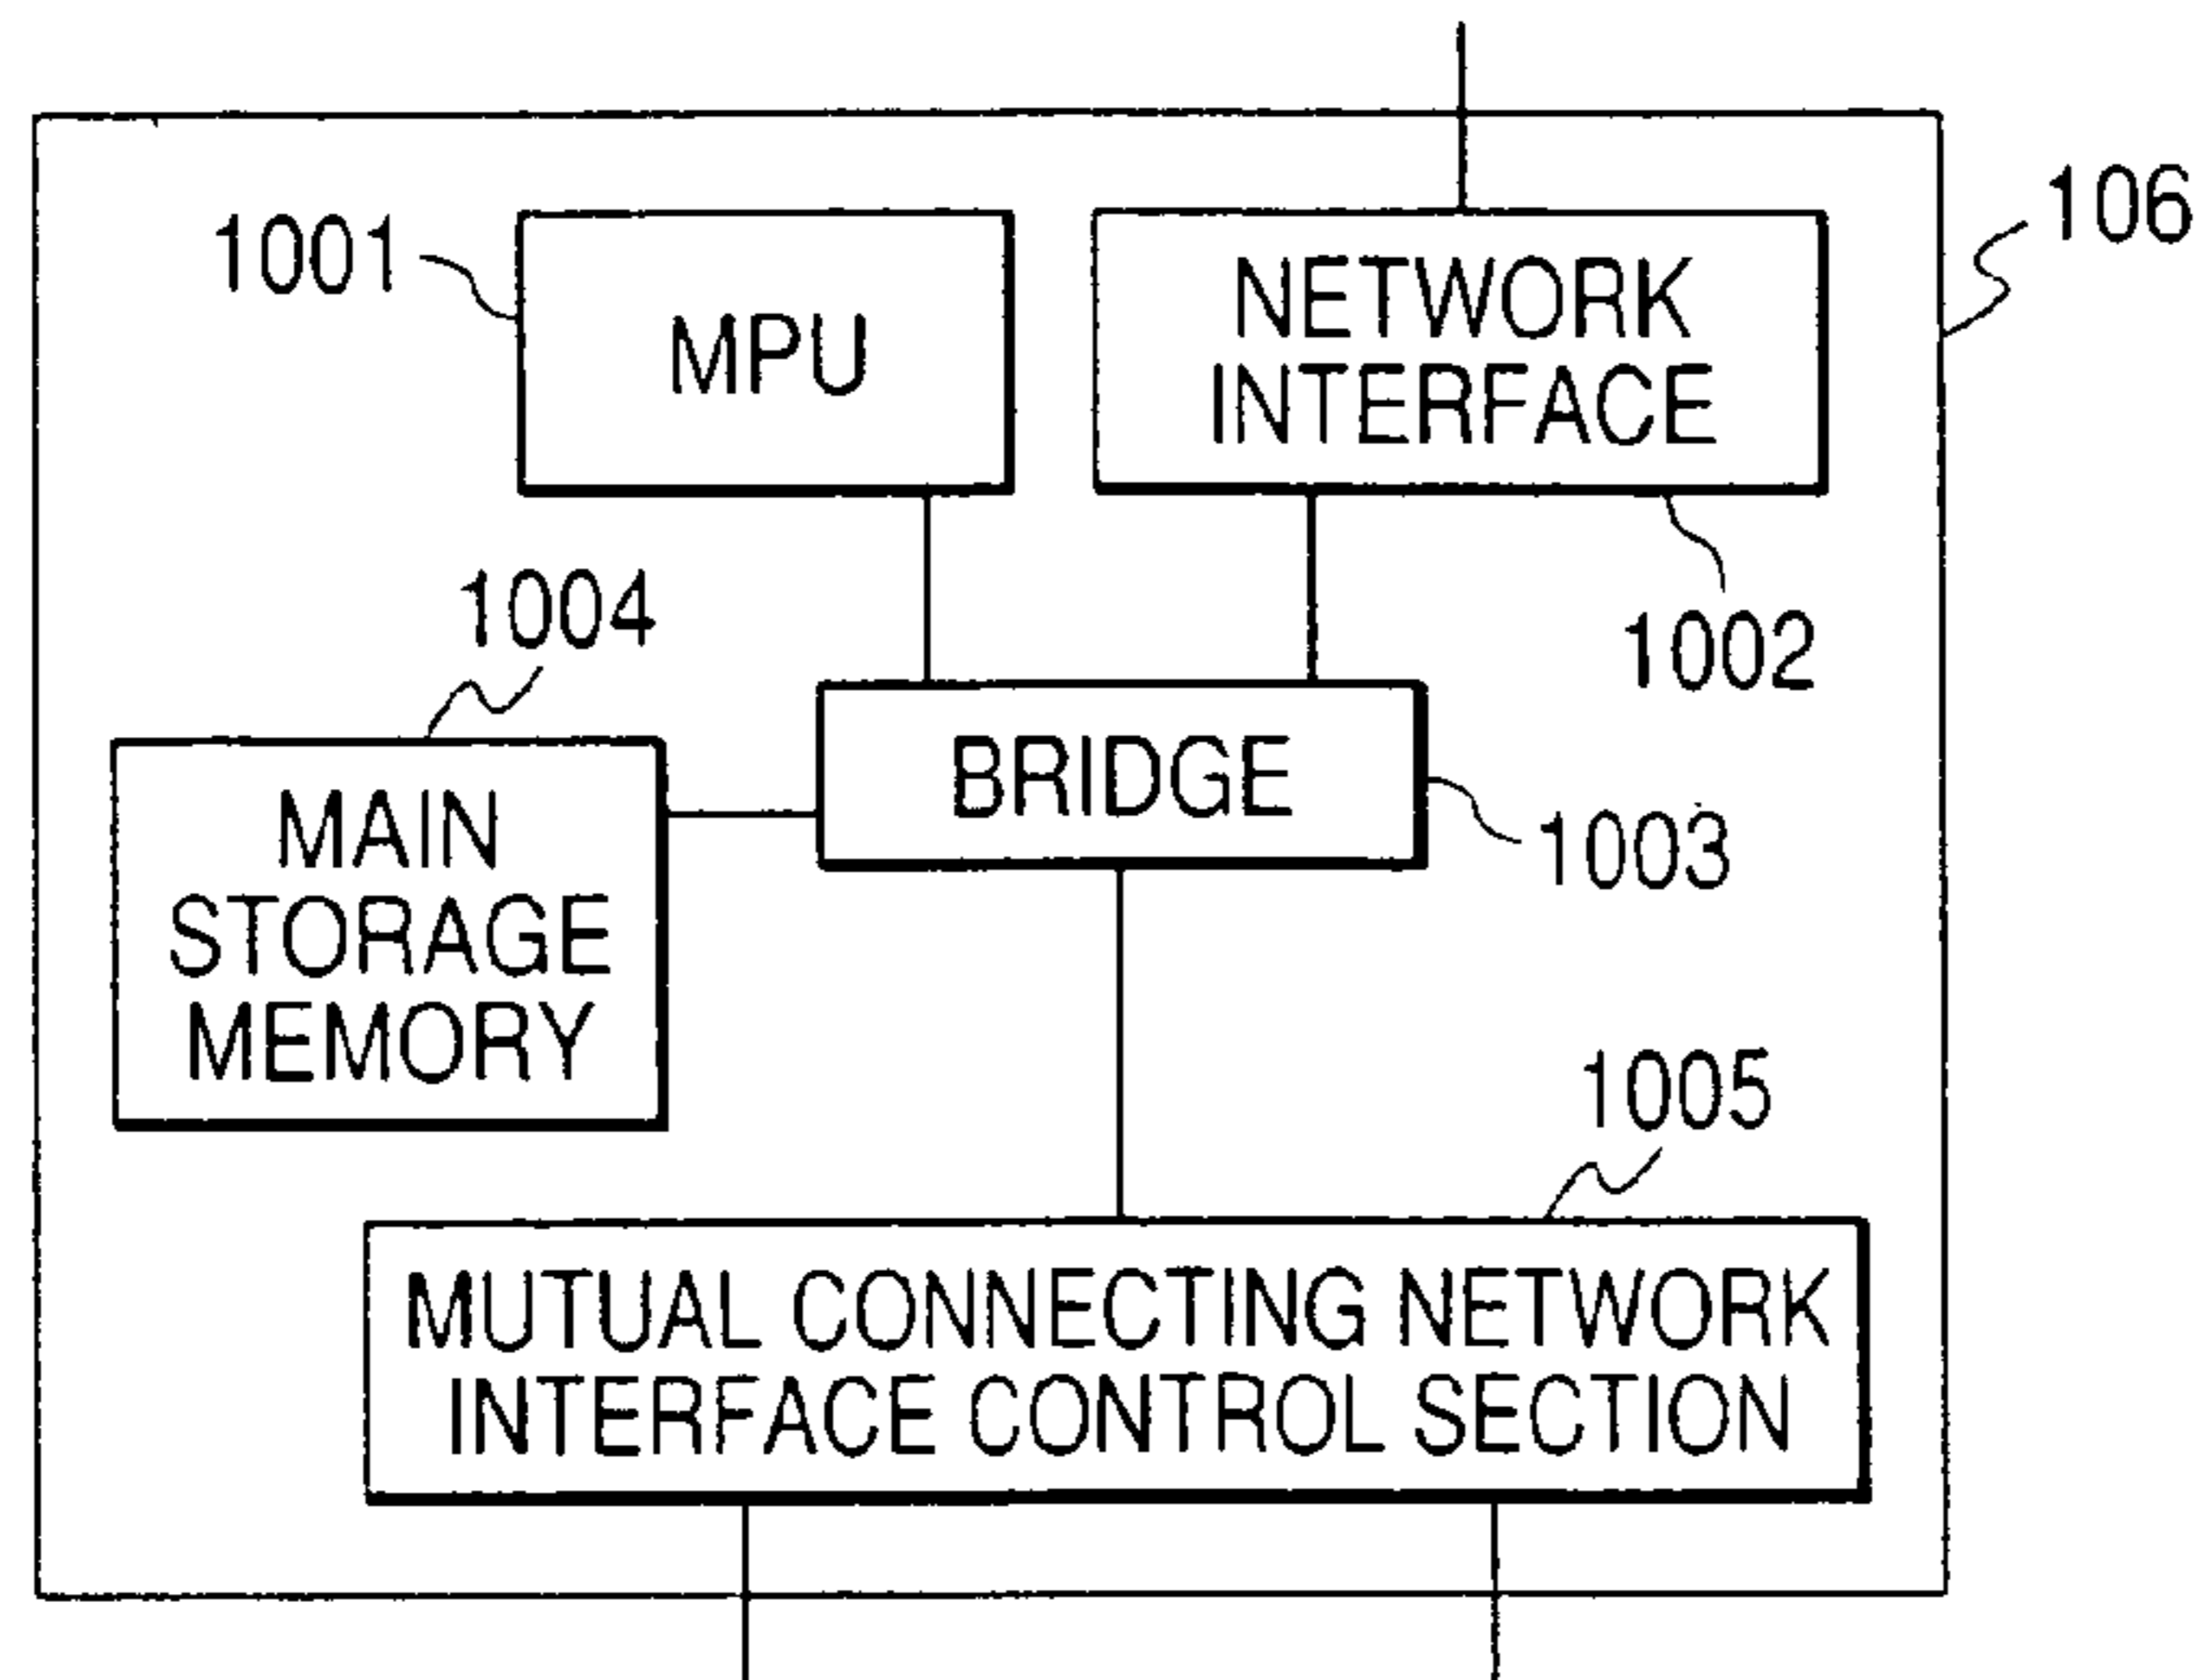 106
1001
MPU
NETWORK
INTERFACE
1002
1004
BRIDGE
1003
MAIN
STORAGE
MEMORY
1005
MUTUAL CONNECTING NETWORK
INTERFACE CONTROL SECTION